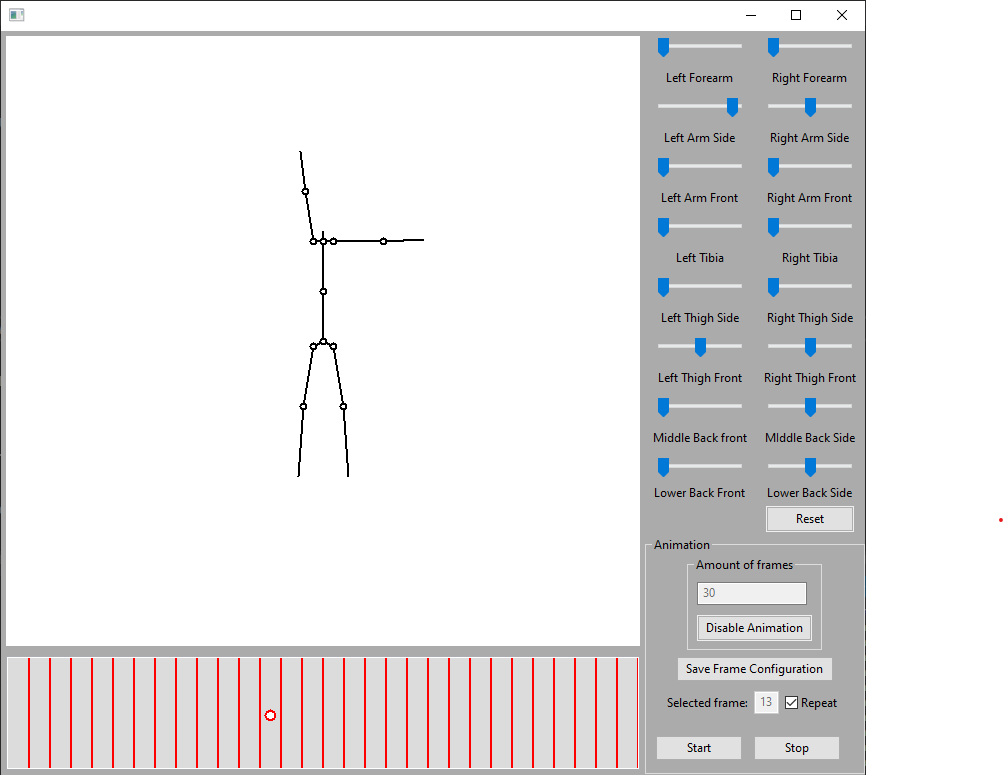 Left Forearm Right Forearm
Left Arm Side Right Arm Side
Left Arm Front Right Arm Front
Left Tibia Right Tibia
Left Thigh Side Right Thigh Side
Left Thigh Front Right Thigh Front
Middle Back front MIddle Back Side
Lower Back Front Lower Back Side
Reset
Animation
Amount of frames
30
Disable Animation
Save Frame Configuration
Selected frame: 13 Repeat
Start Stop